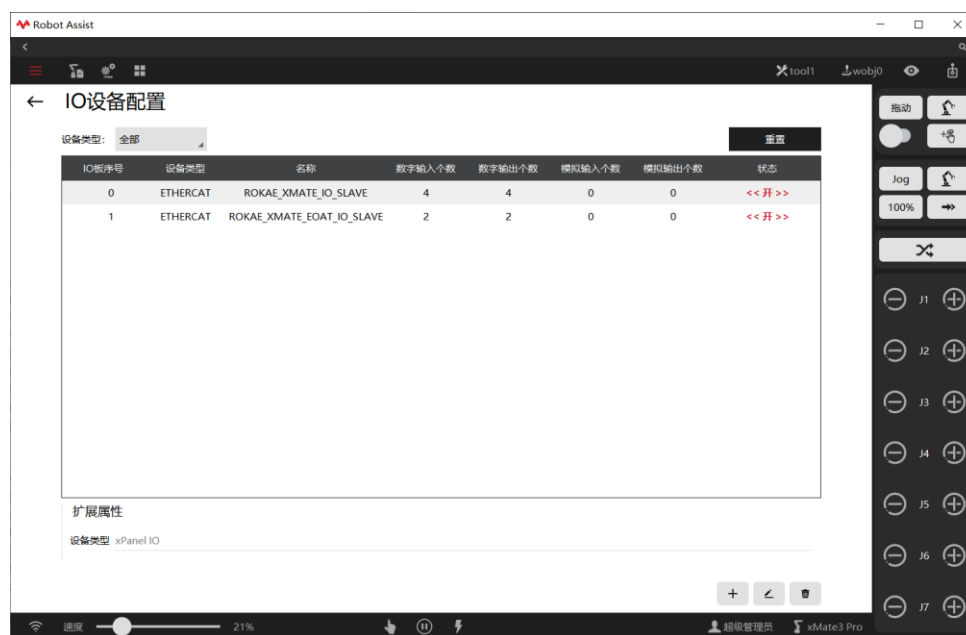 Robot Assist
tool1 wobj0
IO设备配置
设备类型: 全部
重置
IO板序号 设备类型 名称 数字输入个数 数字输出个数 模拟输入个数 模拟输出个数 状态
0 ETHERCAT ROKAE_XMATE_IO_SLAVE 4 4 0 0 <<开>>
1 ETHERCAT ROKAE_XMATE_EOAT_IO_SLAVE 2 2 0 0 <<开>>
扩展属性
设备类型 xPanel IO
拖动
Jog
100%
J1
J2
J3
J4
J5
J6
J7
速度 21% 超级管理员 xMate3 Pro